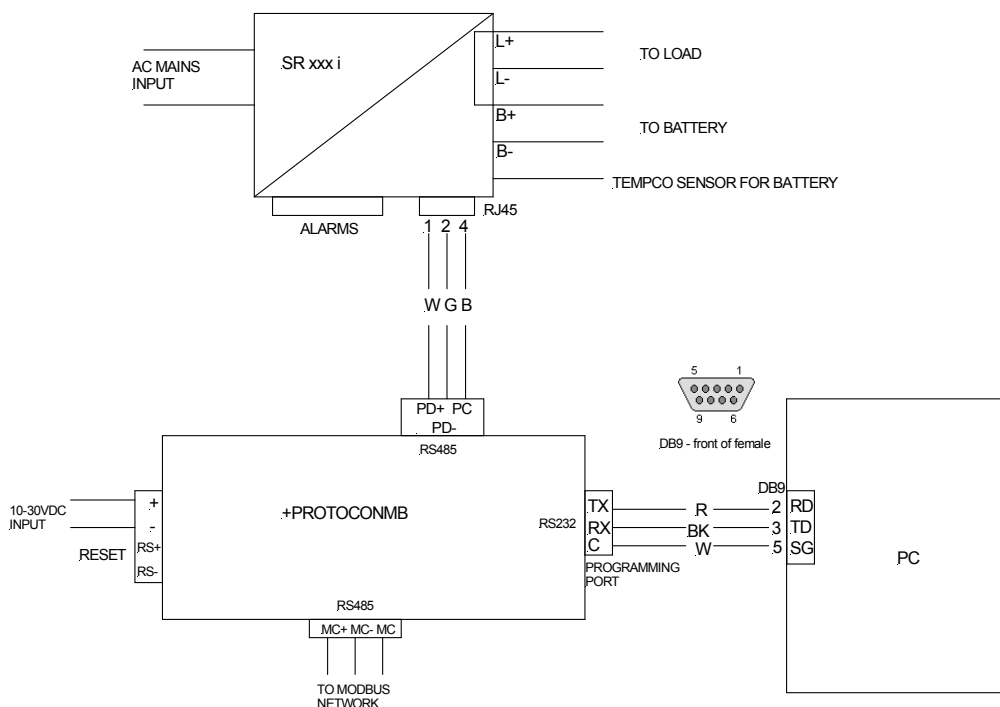 L+
TO LOAD
AC MAINS
INPUT
SR xxx i
L-
B+
TO BATTERY
B-
TEMPCO SENSOR FOR BATTERY
RJ45
ALARMS
1 2 4
W G B
5 1
9 6
DB9 - front of female
PD+ PC
PD-
RS485
10-30VDC
INPUT
+
-
RESET
RS+
RS-
+PROTOCONMB
RS232
TX
RX
C
R
BK
W
DB9
2 RD
3 TD
5 SG
PC
PROGRAMMING
PORT
RS485
MC+ MC- MC
TO MODBUS
NETWORK